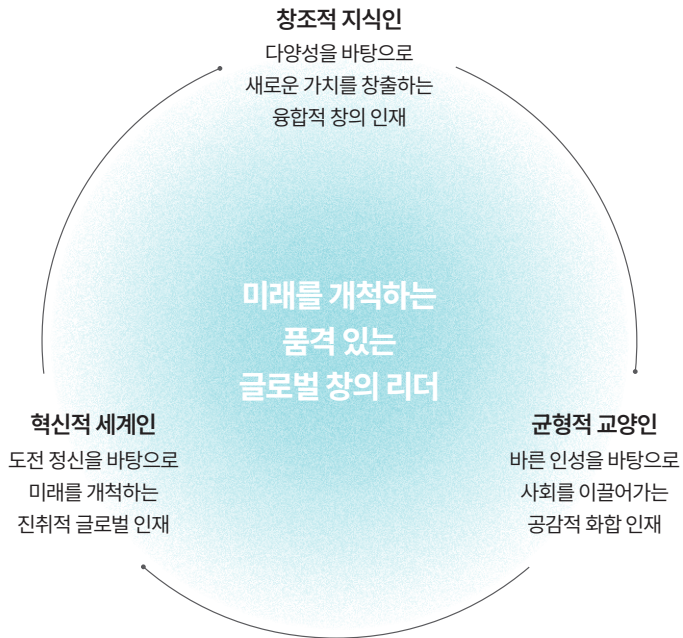 창조적 지식인
다양성을 바탕으로
새로운 가치를 창출하는
융합적 창의 인재
미래를 개척하는
품격 있는
글로벌 창의 리더
혁신적 세계인
도전 정신을 바탕으로
미래를 개척하는
진취적 글로벌 인재
균형적 교양인
바른 인성을 바탕으로
사회를 이끌어가는
공감적 화합 인재